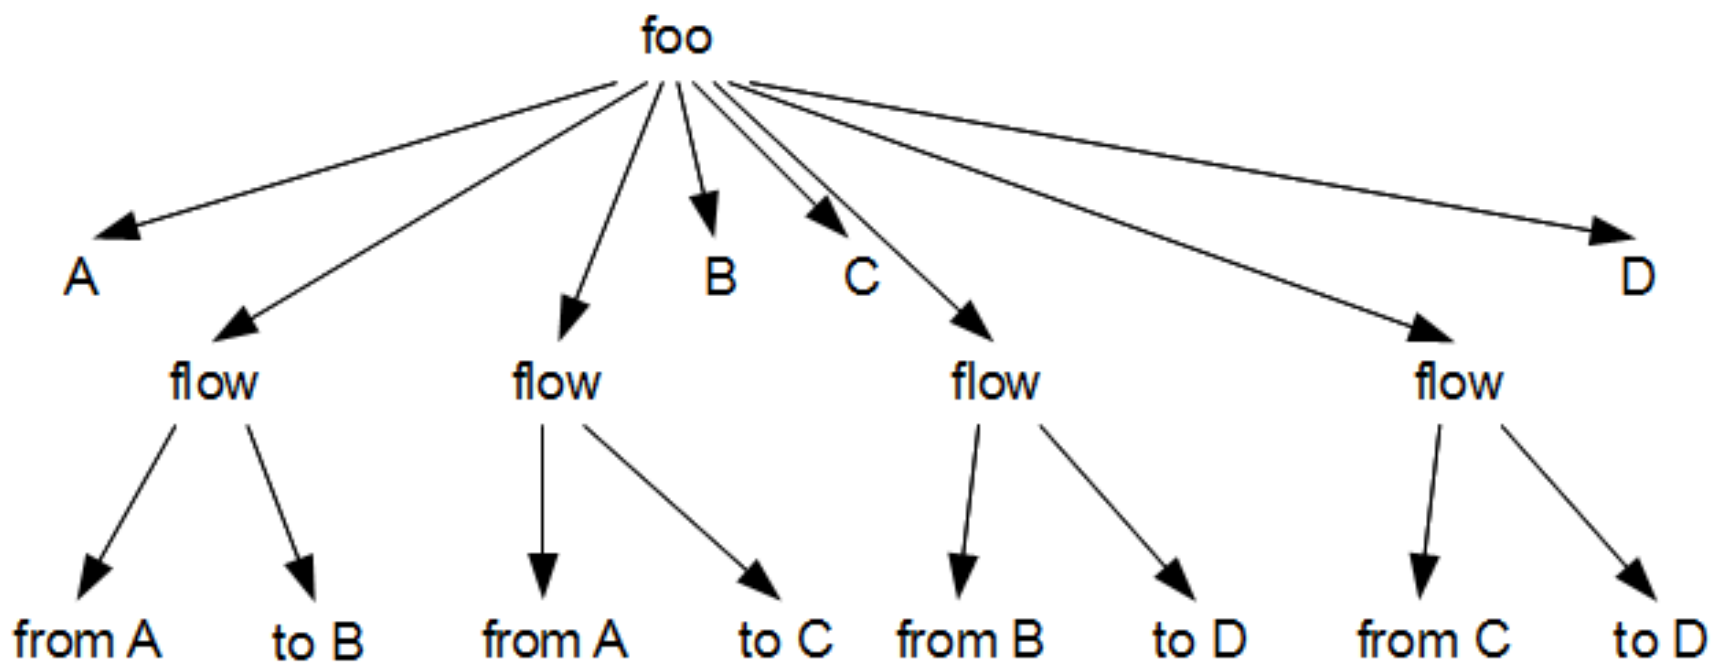 foo
A
B
C
D
flow
flow
flow
flow
from A
to B
from A
to C
from B
to D
from C
to D